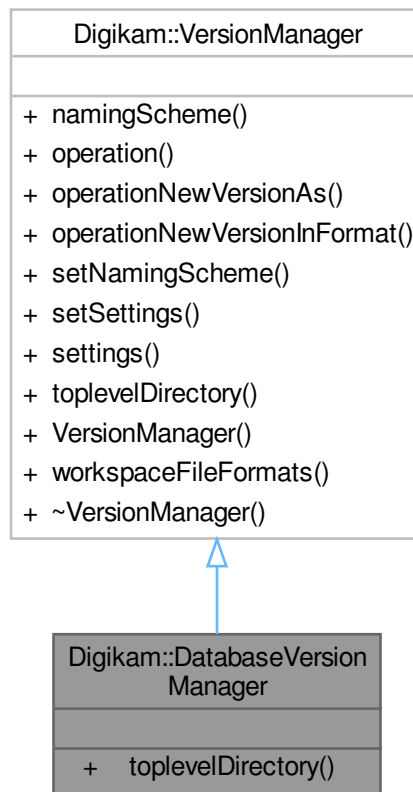 Digikam::VersionManager
+ namingScheme()
+ operation()
+ operationNewVersionAs()
+ operationNewVersionInFormat()
+ setNamingScheme()
+ setSettings()
+ settings()
+ toplevelDirectory()
+ VersionManager()
+ workspaceFileFormats()
+ ~VersionManager()
Digikam::DatabaseVersion
Manager
+ toplevelDirectory()